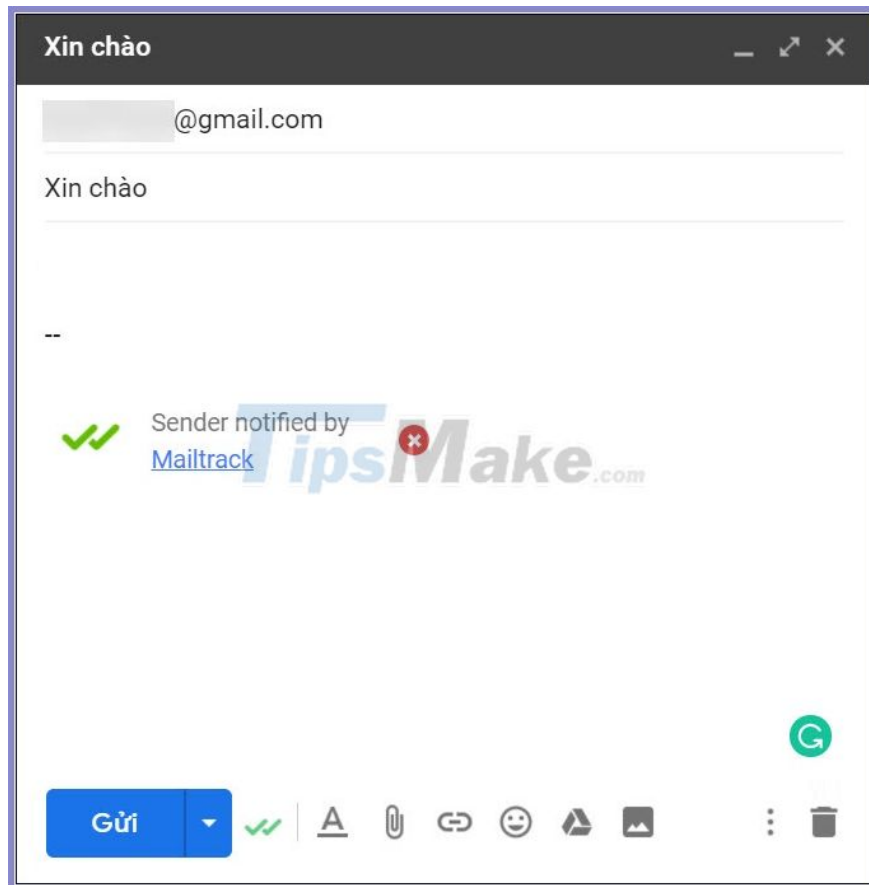 Xin chào
@gmail.com
Xin chào
--
Sender notified by
Mailtrack
TipsMake.com
Gửi